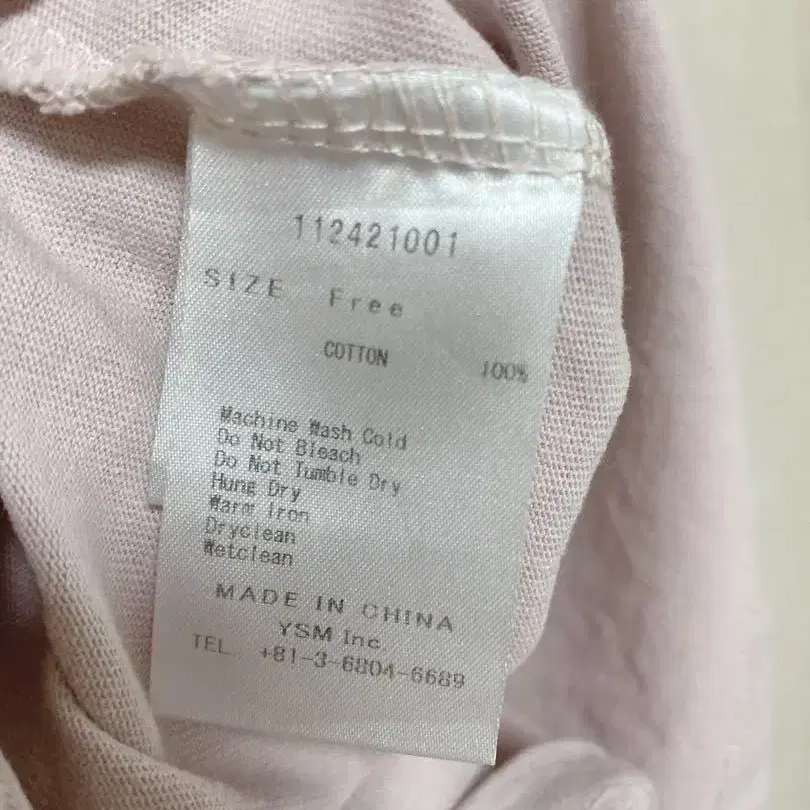 112421001
SIZE Free
COTTON 100%
Machine Wash Cold
Do Not Bleach
Do Not Tumble Dry
Hung Dry
Warm Iron
Dryclean
Wetclean
MADE IN CHINA
YSM Inc
TEL. +81-3-6804-6689